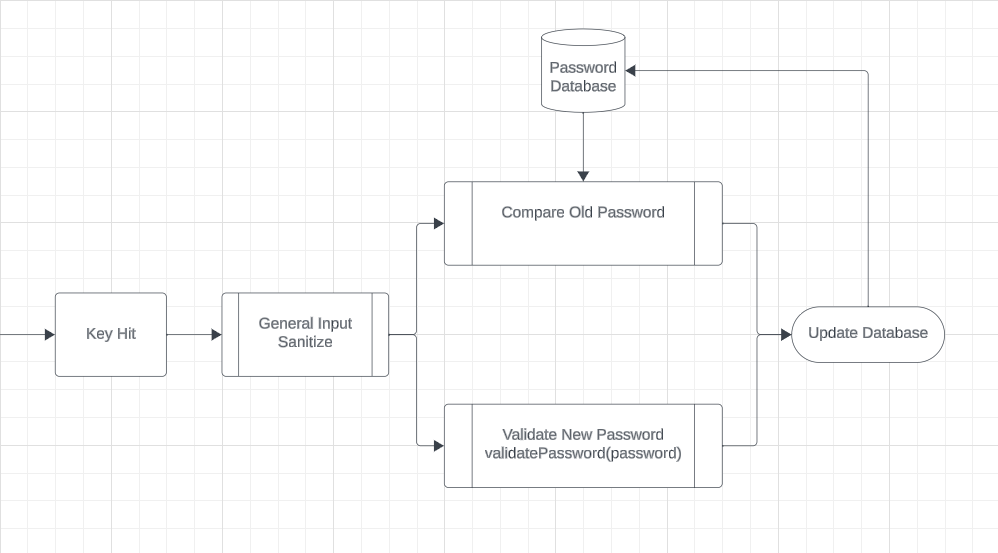 Password
Database
Compare Old Password
Key Hit
General Input
Sanitize
Update Database
Validate New Password
validatePassword(password)